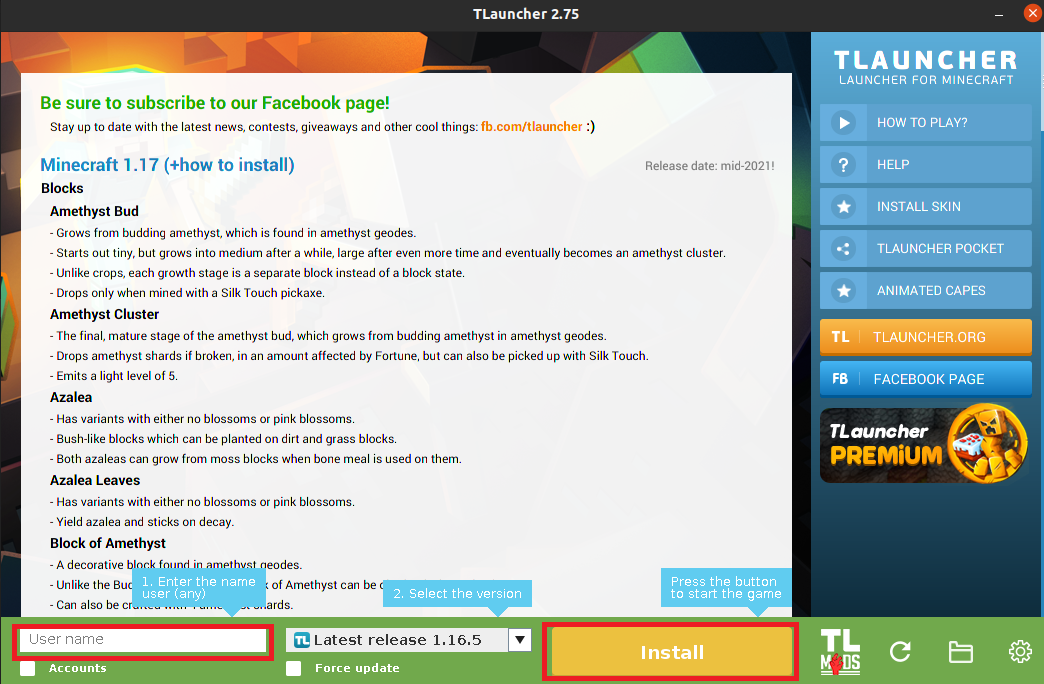 TLauncher 2.75
Be sure to subscribe to our Facebook page!
Stay up to date with the latest news, contests, giveaways and other cool things: fb.com/tlauncher :)
Minecraft 1.17 (+how to install)
Release date: mid-2021!
Blocks
Amethyst Bud
- Grows from budding amethyst, which is found in amethyst geodes.
- Starts out tiny, but grows into medium after a while, large after even more time and eventually becomes an amethyst cluster.
- Unlike crops, each growth stage is a separate block instead of a block state.
- Drops only when mined with a Silk Touch pickaxe.
Amethyst Cluster
- The final, mature stage of the amethyst bud, which grows from budding amethyst in amethyst geodes.
- Drops amethyst shards if broken, in an amount affected by Fortune, but can also be picked up with Silk Touch.
- Emits a light level of 5.
Azalea
- Has variants with either no blossoms or pink blossoms.
- Bush-like blocks which can be planted on dirt and grass blocks.
- Both azaleas can grow from moss blocks when bone meal is used on them.
Azalea Leaves
- Has variants with either no blossoms or pink blossoms.
- Yield azalea and sticks on decay.
Block of Amethyst
- A decorative block found in amethyst geodes.
- Unlike the Bud k of Amethyst can be
- Can also be shards.
1. Enter the name
user (any)
2. Select the version
Press the button
to start the game
User name
TL Latest release 1.16.5
Install
Accounts
Force update
TLAUNCHER
LAUNCHER FOR MINECRAFT
HOW TO PLAY?
? HELP
INSTALL SKIN
TLAUNCHER POCKET
ANIMATED CAPES
TL TLAUNCHER.ORG
FB FACEBOOK PAGE
TLauncher
PREMIUM
TL
MODS